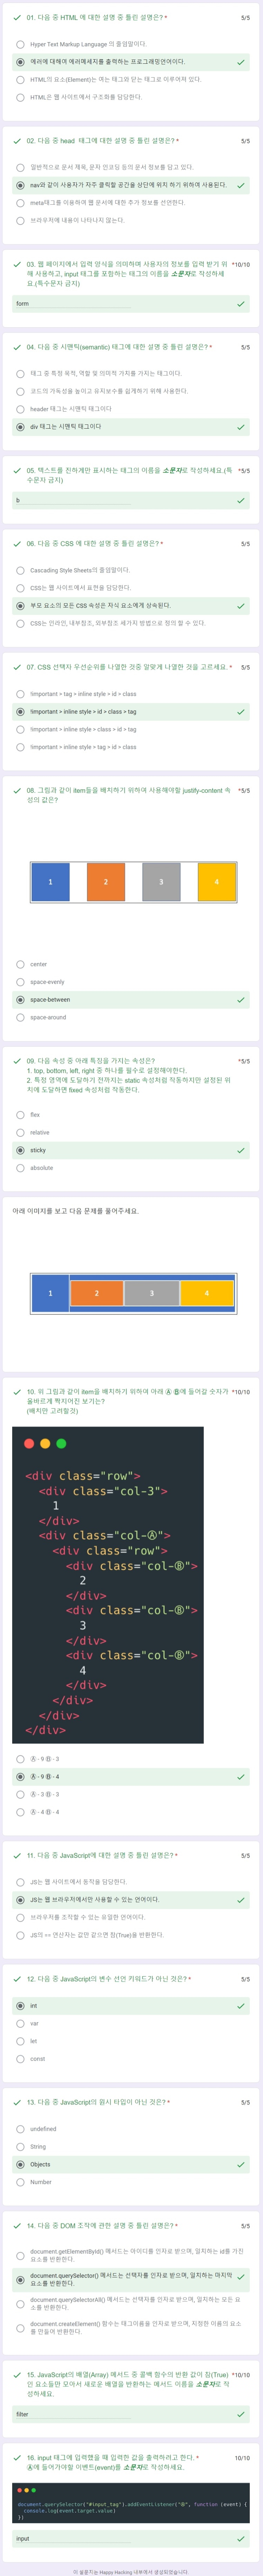 01. 다음 중 HTML 에 대한 설명 중 틀린 설명은? *
5/5
Hyper Text Markup Language 의 줄임말이다.
에러에 대해여 에러메세지를 출력하는 프로그래밍언어이다.
HTML의 요소(Element)는 여는 태그와 닫는 태그로 이루어져 있다.
HTML은 웹 사이트에서 구조화를 담당한다.
02. 다음 중 head 태그에 대한 설명 중 틀린 설명은? *
5/5
일반적으로 문서 제목, 문자 인코딩 등의 문서 정보를 담고 있다.
nav와 같이 사용자가 자주 클릭할 공간을 상단에 위치 하기 위하여 사용된다.
meta태그를 이용하여 웹 문서에 대한 추가 정보를 선언한다.
브라우저에 내용이 나타나지 않는다.
03. 웹 페이지에서 입력 양식을 의미하며 사용자의 정보를 입력 받기 위 *10/10
해 사용하고, input 태그를 포함하는 태그의 이름을 소문자로 작성하세
요.(특수문자 금지)
form
04. 다음 중 시맨틱(semantic) 태그에 대한 설명 중 틀린 설명은? *
5/5
태그 중 특정 목적, 역할 및 의미적 가치를 가지는 태그이다.
코드의 가독성을 높이고 유지보수를 쉽게하기 위해 사용한다.
header 태그는 시맨틱 태그이다
div 태그는 시맨틱 태그이다
05. 텍스트를 진하게만 표시하는 태그의 이름을 소문자로 작성하세요.(특 *5/5
수문자 금지)
b
06. 다음 중 CSS 에 대한 설명 중 틀린 설명은? *
5/5
Cascading Style Sheets의 줄임말이다.
CSS는 웹 사이트에서 표현을 담당한다.
부모 요소의 모든 CSS 속성은 자식 요소에게 상속된다.
CSS는 인라인, 내부참조, 외부참조 세가지 방법으로 정의 할 수 있다.
07. CSS 선택자 우선순위를 나열한 것중 알맞게 나열한 것을 고르세요. *
5/5
!important > tag > inline style > id > class
!important > inline style > id > class > tag
!important > inline style > class > id > tag
!important > inline style > tag > id > class
08. 그림과 같이 item들을 배치하기 위하여 사용해야할 justify-content 속 *5/5
성의 값은?
1 2 3 4
center
space-evenly
space-between
space-around
09. 다음 속성 중 아래 특징을 가지는 속성은? *5/5
1. top, bottom, left, right 중 하나를 필수로 설정해야한다.
2. 특정 영역에 도달하기 전까지는 static 속성처럼 작동하지만 설정된 위
치에 도달하면 fixed 속성처럼 작동한다.
flex
relative
sticky
absolute
아래 이미지를 보고 다음 문제를 풀어주세요.
1 2 3 4
10. 위 그림과 같이 item을 배치하기 위하여 아래 Ⓐ Ⓑ에 들어갈 숫자가 *10/10
올바르게 짝지어진 보기는?
(배치만 고려할것)
<div class="row">
<div class="col-3">
1
</div>
<div class="col-Ⓐ">
<div class="row">
<div class="col-Ⓑ">
2
</div>
<div class="col-Ⓑ">
3
</div>
<div class="col-Ⓑ">
4
</div>
</div>
</div>
</div>
Ⓐ - 9 Ⓑ - 3
Ⓐ - 9 Ⓑ - 4
Ⓐ - 3 Ⓑ - 3
Ⓐ - 4 Ⓑ - 4
11. 다음 중 JavaScript에 대한 설명 중 틀린 설명은? *
5/5
JS는 웹 사이트에서 동작을 담당한다.
JS는 웹 브라우저에서만 사용할 수 있는 언어이다.
브라우저를 조작할 수 있는 유일한 언어이다.
JS의 == 연산자는 값만 같으면 참(True)을 반환한다.
12. 다음 중 JavaScript의 변수 선언 키워드가 아닌 것은? *
5/5
int
var
let
const
13. 다음 중 JavaScript의 원시 타입이 아닌 것은? *
5/5
undefined
String
Objects
Number
14. 다음 중 DOM 조작에 관한 설명 중 틀린 설명은? *
5/5
document.getElementById() 메서드는 아이디를 인자로 받으며, 일치하는 id를 가진
요소를 반환한다.
document.querySelector() 메서드는 선택자를 인자로 받으며, 일치하는 마지막
요소를 반환한다.
document.querySelectorAll() 메서드는 선택자를 인자로 받으며, 일치하는 모든 요
소를 반환한다.
document.createElement() 함수는 태그이름을 인자로 받으며, 지정한 이름의 요소
를 만들어 반환한다.
15. JavaScript의 배열(Array) 메서드 중 콜백 함수의 반환 값이 참(True) *10/10
인 요소들만 모아서 새로운 배열을 반환하는 메서드 이름을 소문자로 작
성하세요.
filter
16. input 태그에 입력했을 때 입력한 값을 출력하려고 한다. *
10/10
Ⓐ에 들어가야할 이벤트(event)를 소문자로 작성하세요.
document.querySelector("#input_tag").addEventListener("Ⓐ", function (event) {
console.log(event.target.value)
})
input
이 설문지는 Happy Hacking 내부에서 생성되었습니다.